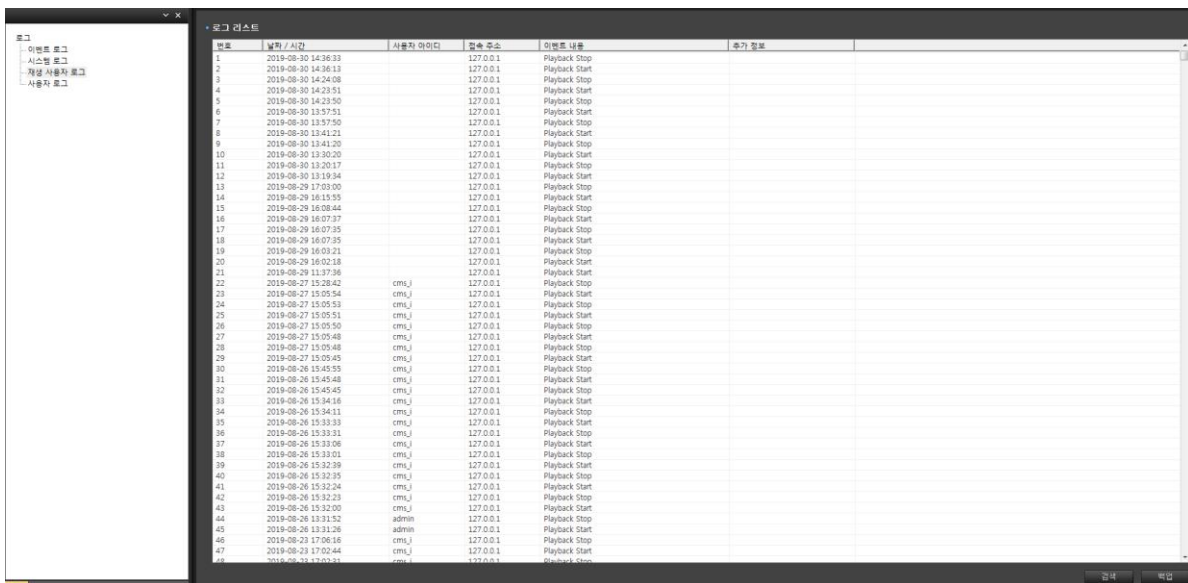 로그
이벤트 로그
시스템 로그
재생 사용자 로그
사용자 로그
로그 리스트
번호 날짜 / 시간 사용자 아이디 접속 주소 이벤트 내용 추가 정보
1 2019-08-30 14:36:33 127.0.0.1 Playback Stop
2 2019-08-30 14:36:13 127.0.0.1 Playback Start
3 2019-08-30 14:24:08 127.0.0.1 Playback Stop
4 2019-08-30 14:23:51 127.0.0.1 Playback Start
5 2019-08-30 14:23:50 127.0.0.1 Playback Stop
6 2019-08-30 13:57:51 127.0.0.1 Playback Start
7 2019-08-30 13:57:50 127.0.0.1 Playback Stop
8 2019-08-30 13:41:21 127.0.0.1 Playback Start
9 2019-08-30 13:41:20 127.0.0.1 Playback Stop
10 2019-08-30 13:30:20 127.0.0.1 Playback Start
11 2019-08-30 13:20:17 127.0.0.1 Playback Stop
12 2019-08-30 13:19:34 127.0.0.1 Playback Start
13 2019-08-29 17:03:00 127.0.0.1 Playback Stop
14 2019-08-29 16:15:55 127.0.0.1 Playback Start
15 2019-08-29 16:08:44 127.0.0.1 Playback Stop
16 2019-08-29 16:07:37 127.0.0.1 Playback Start
17 2019-08-29 16:07:35 127.0.0.1 Playback Stop
18 2019-08-29 16:07:35 127.0.0.1 Playback Start
19 2019-08-29 16:03:21 127.0.0.1 Playback Stop
20 2019-08-29 16:02:18 127.0.0.1 Playback Start
21 2019-08-29 11:37:36 127.0.0.1 Playback Start
22 2019-08-27 15:28:42 cms_i 127.0.0.1 Playback Stop
23 2019-08-27 15:05:54 cms_i 127.0.0.1 Playback Start
24 2019-08-27 15:05:53 cms_i 127.0.0.1 Playback Stop
25 2019-08-27 15:05:51 cms_i 127.0.0.1 Playback Start
26 2019-08-27 15:05:50 cms_i 127.0.0.1 Playback Stop
27 2019-08-27 15:05:48 cms_i 127.0.0.1 Playback Start
28 2019-08-27 15:05:48 cms_i 127.0.0.1 Playback Stop
29 2019-08-27 15:05:45 cms_i 127.0.0.1 Playback Start
30 2019-08-26 15:45:55 cms_i 127.0.0.1 Playback Stop
31 2019-08-26 15:45:48 cms_i 127.0.0.1 Playback Start
32 2019-08-26 15:45:45 cms_i 127.0.0.1 Playback Stop
33 2019-08-26 15:34:16 cms_i 127.0.0.1 Playback Start
34 2019-08-26 15:34:11 cms_i 127.0.0.1 Playback Stop
35 2019-08-26 15:33:33 cms_i 127.0.0.1 Playback Start
36 2019-08-26 15:33:31 cms_i 127.0.0.1 Playback Stop
37 2019-08-26 15:33:06 cms_i 127.0.0.1 Playback Start
38 2019-08-26 15:33:01 cms_i 127.0.0.1 Playback Stop
39 2019-08-26 15:32:39 cms_i 127.0.0.1 Playback Start
40 2019-08-26 15:32:35 cms_i 127.0.0.1 Playback Stop
41 2019-08-26 15:32:24 cms_i 127.0.0.1 Playback Start
42 2019-08-26 15:32:23 cms_i 127.0.0.1 Playback Stop
43 2019-08-26 15:32:00 cms_i 127.0.0.1 Playback Start
44 2019-08-26 13:31:52 admin 127.0.0.1 Playback Stop
45 2019-08-26 13:31:26 admin 127.0.0.1 Playback Start
46 2019-08-23 17:06:16 cms_i 127.0.0.1 Playback Stop
47 2019-08-23 17:02:44 cms_i 127.0.0.1 Playback Start
48 2019-08-23 17:02:31 cms_i 127.0.0.1 Playback Stop
검색 백업